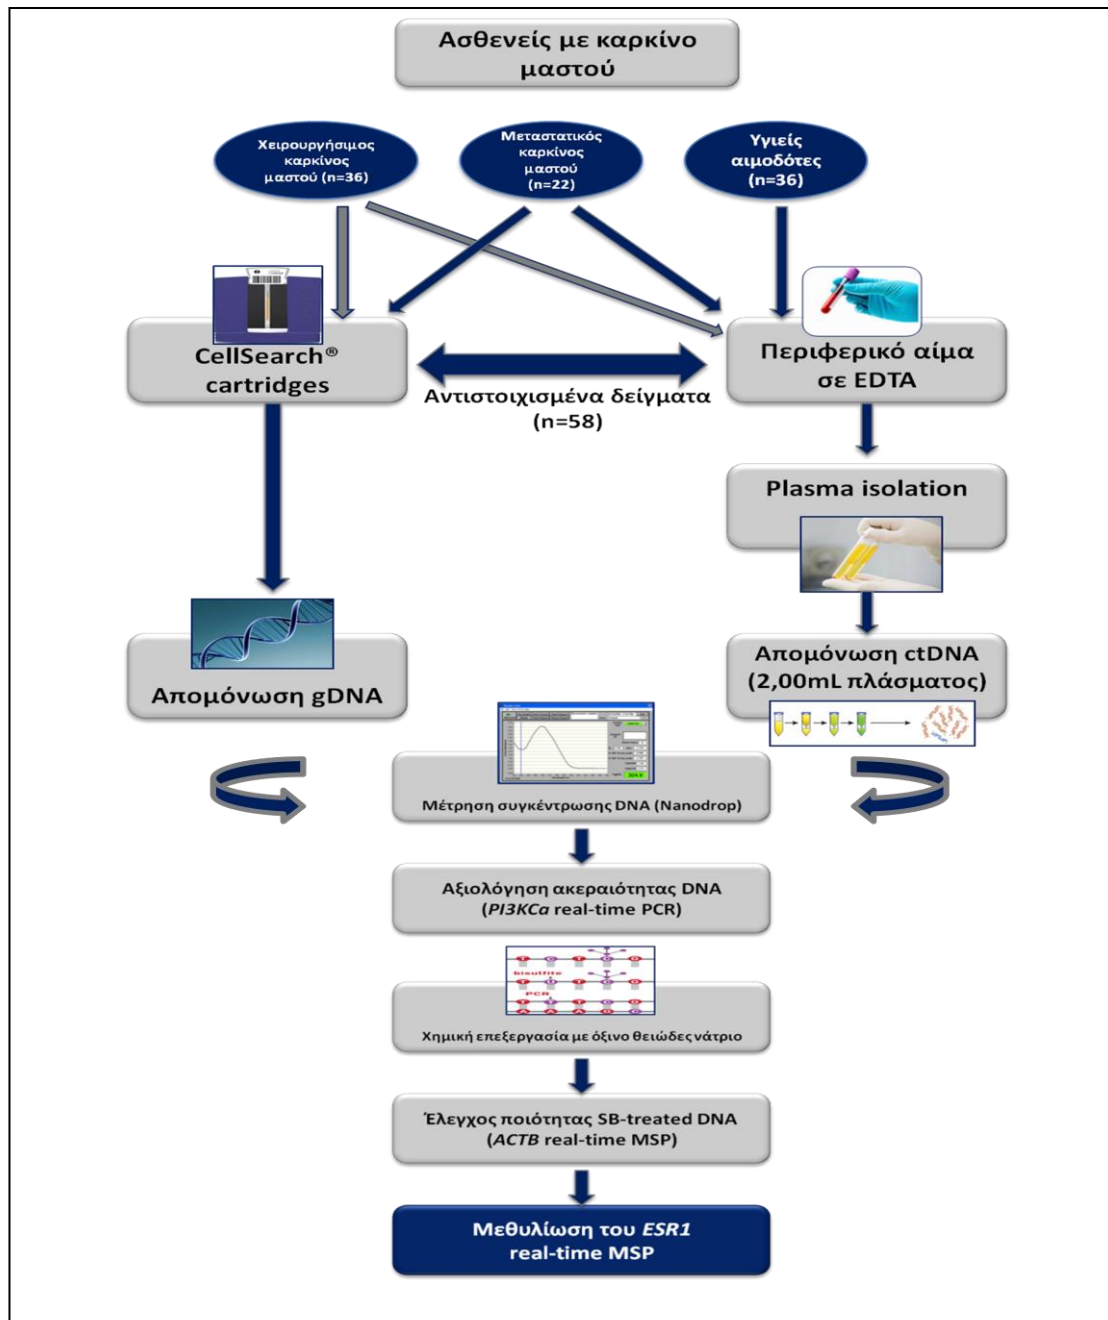 Ασθενείς με καρκίνο
μαστού
Χειρουργήσιμος
καρκίνος
μαστού (n=36)
Μεταστατικός
καρκίνος
μαστού
(n=22)
Υγιείς
αιμοδότες
(n=36)
CellSearch®
cartridges
Περιφερικό αίμα
σε EDTA
Αντιστοιχισμένα δείγματα
(n=58)
Plasma isolation
Απομόνωση gDNA
Απομόνωση ctDNA
(2,00mL πλάσματος)
Μέτρηση συγκέντρωσης DNA (Nanodrop)
Αξιολόγηση ακεραιότητας DNA
(PI3KCa real-time PCR)
bisulfite
PCR
Χημική επεξεργασία με όξινο θειώδες νάτριο
Έλεγχος ποιότητας SB-treated DNA
(ACTB real-time MSP)
Μεθυλίωση του ESR1
real-time MSP